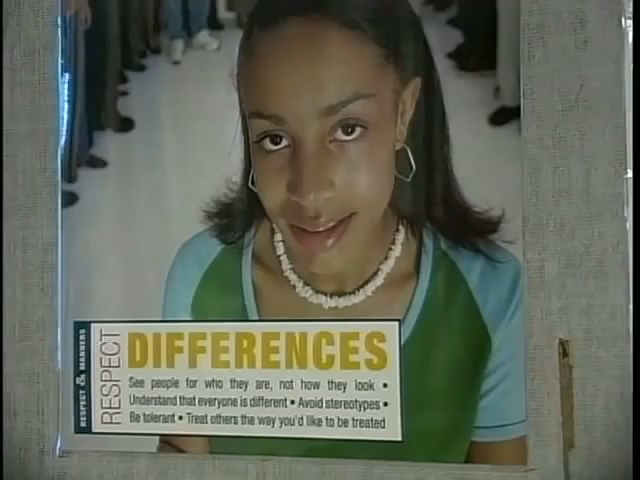 RESPECT & MANNERS
RESPECT
DIFFERENCES
See people for who they are, not how they look •
Understand that everyone is different • Avoid stereotypes •
Be tolerant • Treat others the way you'd like to be treated